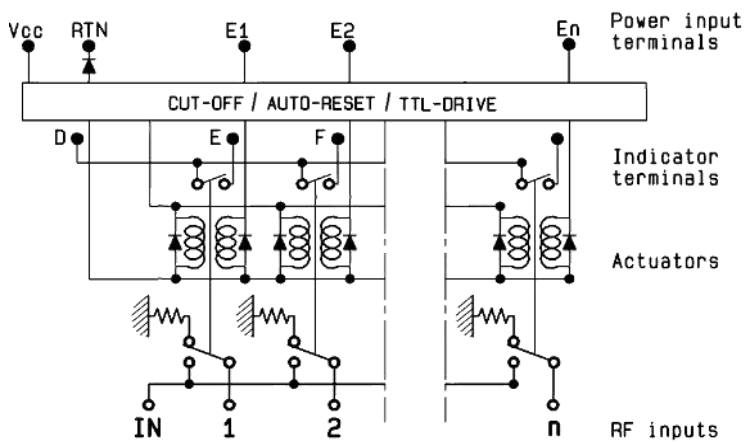 Vcc RTN E1 E2 En Power input
terminals
CUT-OFF / AUTO-RESET / TTL-DRIVE
D E F
Indicator
terminals
Actuators
IN 1 2 n RF inputs